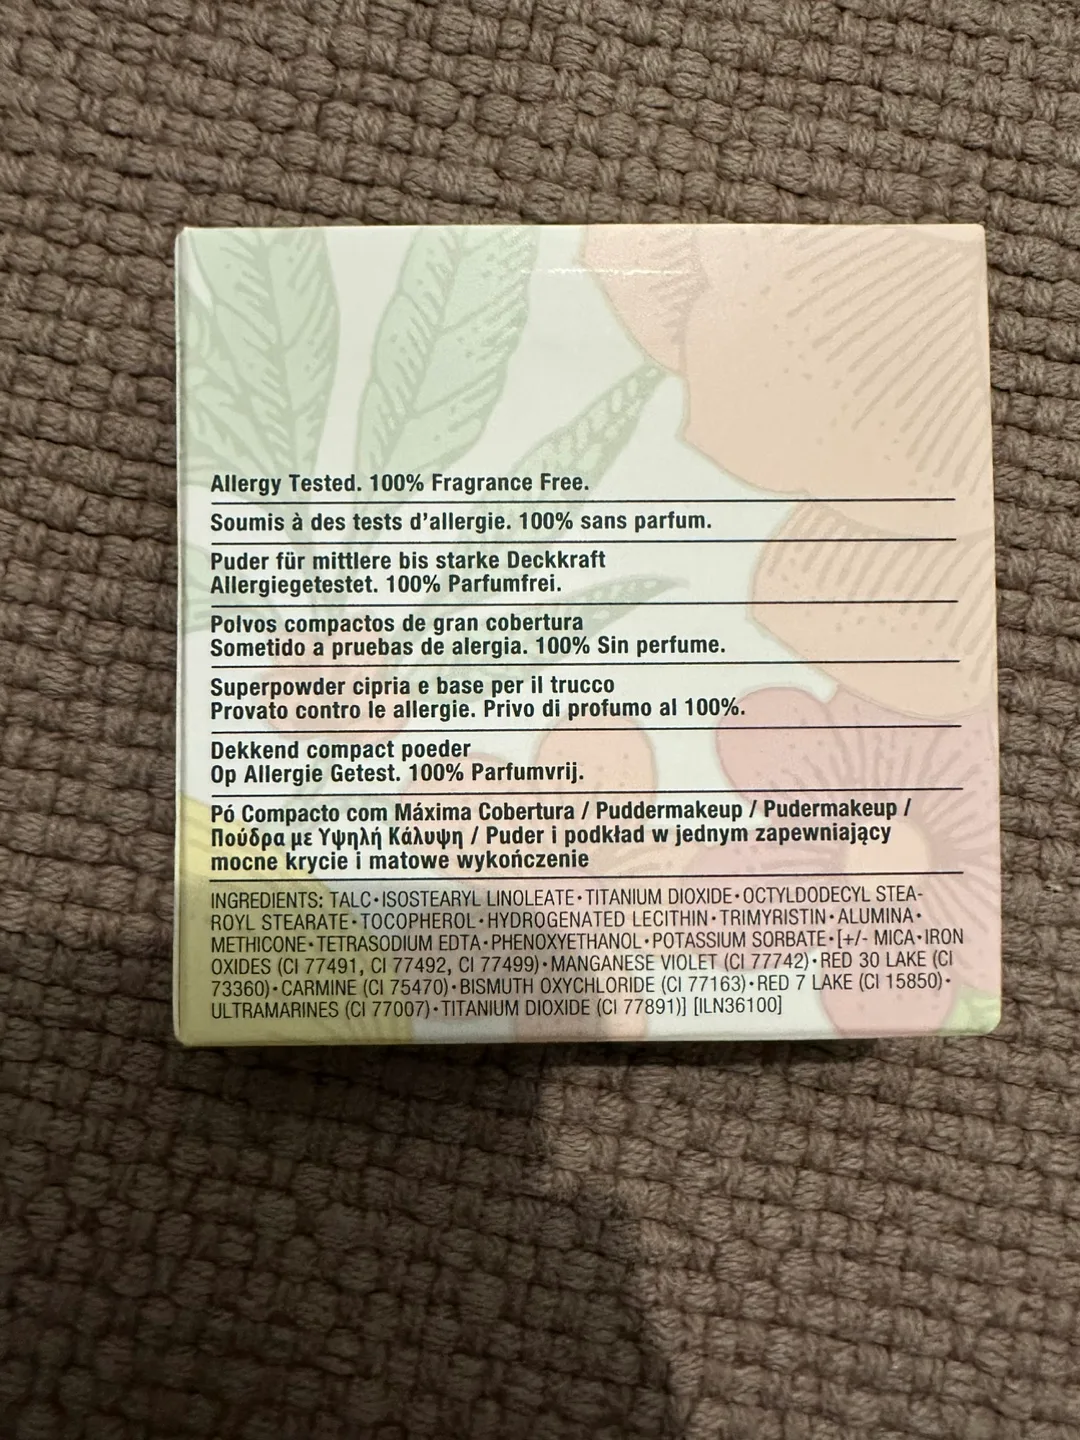 Allergy Tested. 100% Fragrance Free.
Soumis à des tests d'allergie. 100% sans parfum.
Puder für mittlere bis starke Deckkraft
Allergiegetestet. 100% Parfumfrei.
Polvos compactos de gran cobertura
Sometido a pruebas de alergia. 100% Sin perfume.
Superpowder cipria e base per il trucco
Provato contro le allergie. Privo di profumo al 100%.
Dekkend compact poeder
Op Allergie Getest. 100% Parfumvrij.
Pó Compacto com Máxima Cobertura / Puddermakeup / Pudermakeup /
Πούδρα με Υψηλή Κάλυψη / Puder i podkład w jednym zapewniający
mocne krycie i matowe wykończenie
INGREDIENTS: TALC•ISOSTEARYL LINOLEATE•TITANIUM DIOXIDE•OCTYLDODECYL STEA-
ROYL STEARATE•TOCOPHEROL•HYDROGENATED LECITHIN•TRIMYRISTIN•ALUMINA•
METHICONE•TETRASODIUM EDTA•PHENOXYETHANOL•POTASSIUM SORBATE•[+/- MICA•IRON
OXIDES (CI 77491, CI 77492, CI 77499)•MANGANESE VIOLET (CI 77742)•RED 30 LAKE (CI
73360)•CARMINE (CI 75470)•BISMUTH OXYCHLORIDE (CI 77163)•RED 7 LAKE (CI 15850)•
ULTRAMARINES (CI 77007)•TITANIUM DIOXIDE (CI 77891)] [ILN36100]